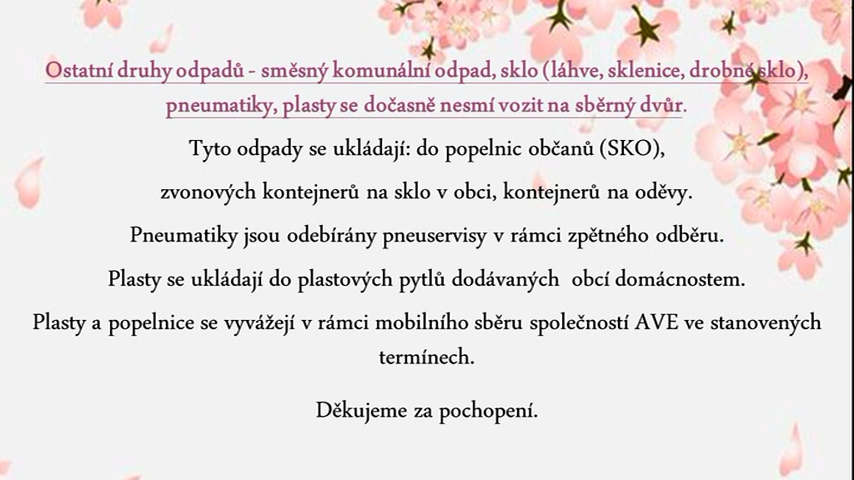 Ostatní druhy odpadů - směsný komunální odpad, sklo (láhve, sklenice, drobné sklo),
pneumatiky, plasty se dočasně nesmí vozit na sběrný dvůr.
Tyto odpady se ukládají: do popelnic občanů (SKO),
zvonových kontejnerů na sklo v obci, kontejnerů na oděvy.
Pneumatiky jsou odebírány pneuservisy v rámci zpětného odběru.
Plasty se ukládají do plastových pytlů dodávaných obcí domácnostem.
Plasty a popelnice se vyvážejí v rámci mobilního sběru společností AVE ve stanovených
termínech.
Děkujeme za pochopení.